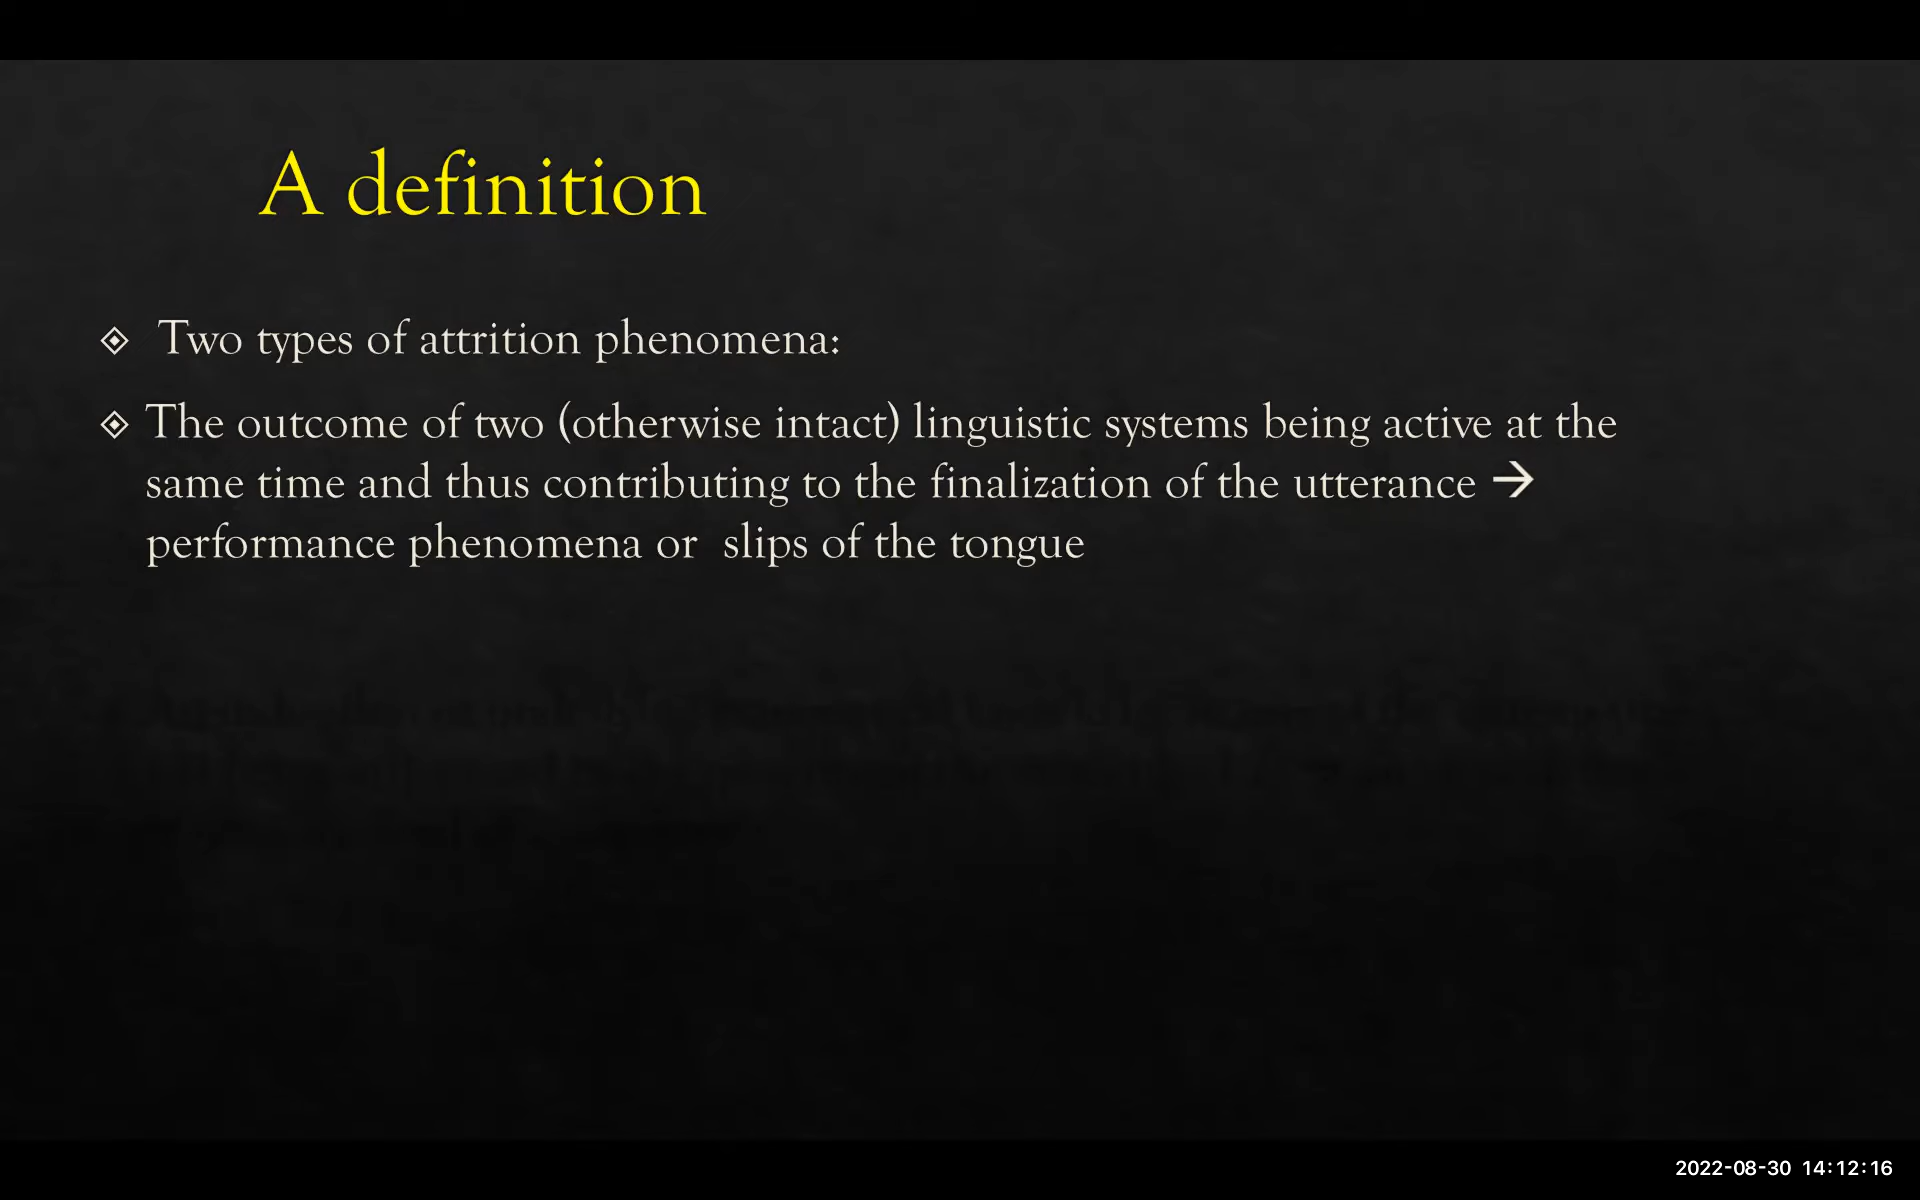 A definition
Two types of attrition phenomena:
The outcome of two (otherwise intact) linguistic systems being active at the
same time and thus contributing to the finalization of the utterance →
performance phenomena or slips of the tongue
2022-08-30 14:12:16